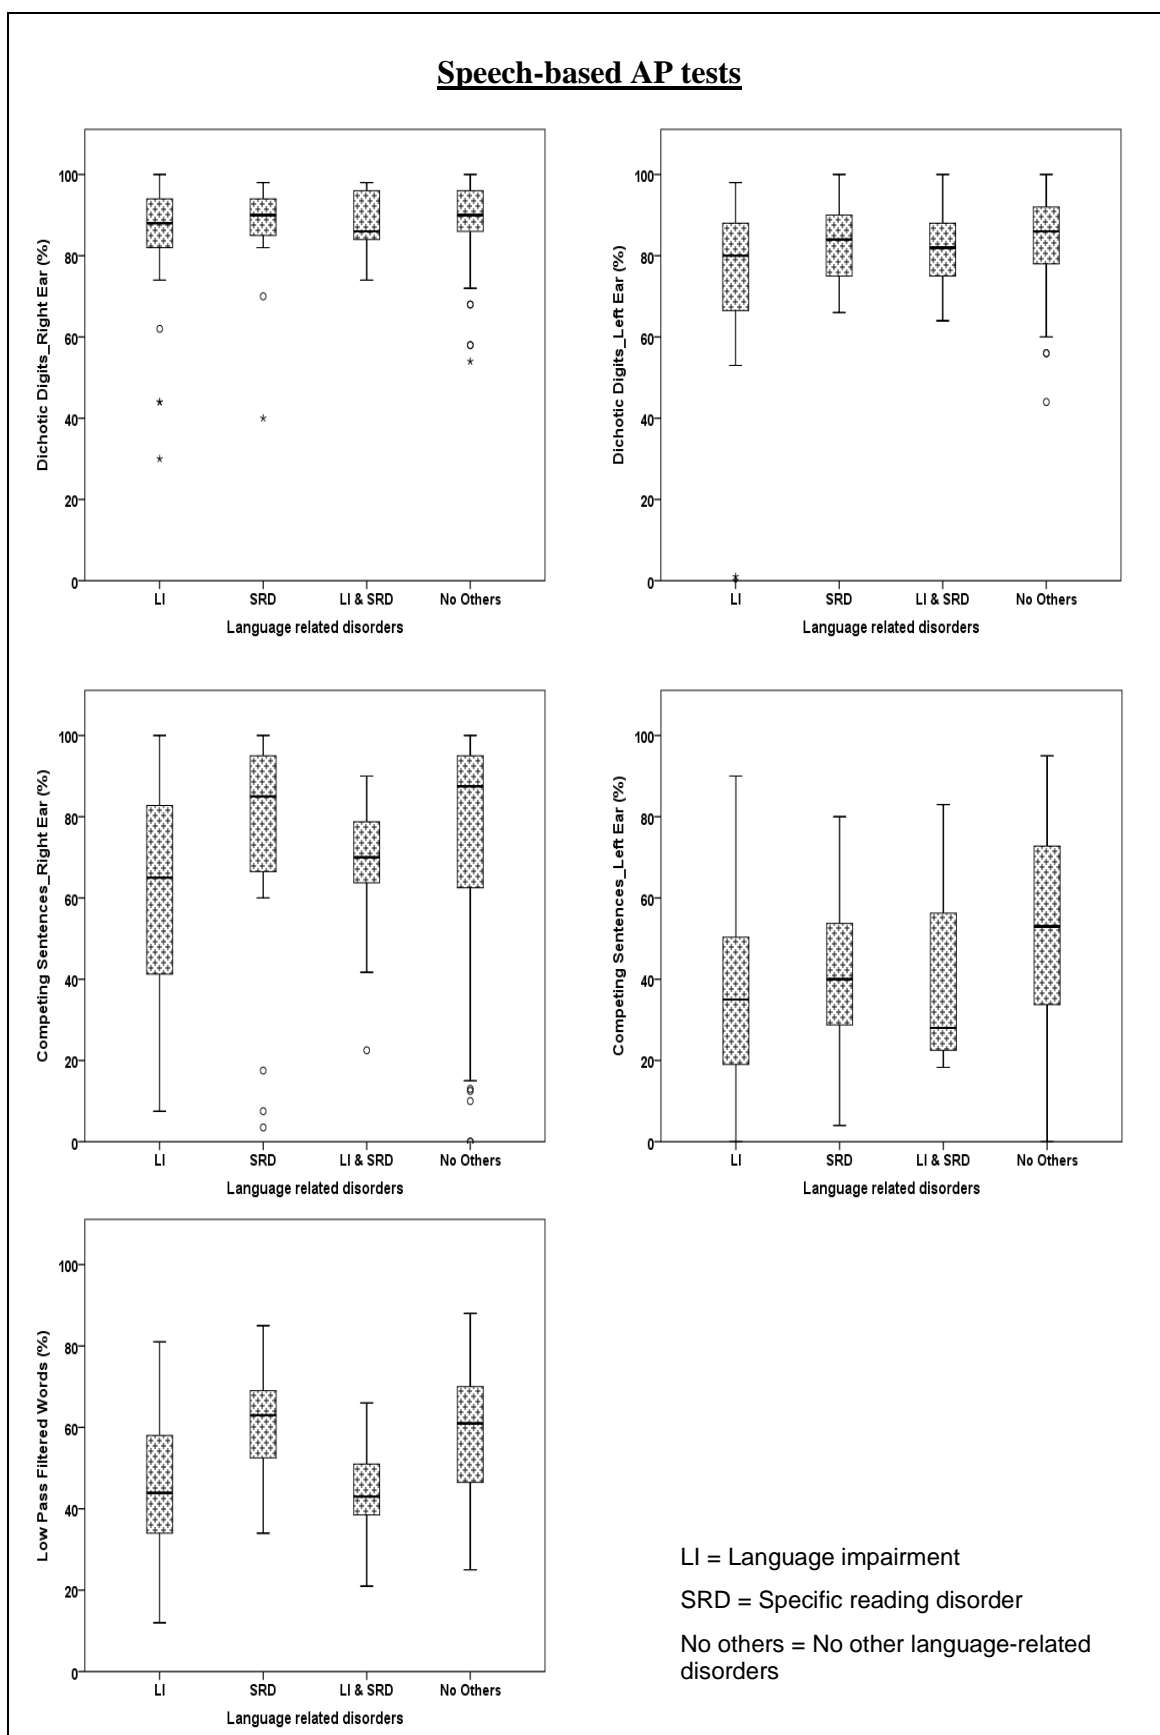 Speech-based AP tests
Dichotic Digits_Right Ear (%)
100
80
60
40
20
0
LI SRD LI & SRD No Others
Language related disorders
Dichotic Digits_Left Ear (%)
100
80
60
40
20
0
LI SRD LI & SRD No Others
Language related disorders
Competing Sentences_Right Ear (%)
100
80
60
40
20
0
LI SRD LI & SRD No Others
Language related disorders
Competing Sentences_Left Ear (%)
100
80
60
40
20
0
LI SRD LI & SRD No Others
Language related disorders
Low Pass Filtered Words (%)
100
80
60
40
20
0
LI SRD LI & SRD No Others
Language related disorders
LI = Language impairment
SRD = Specific reading disorder
No others = No other language-related
disorders